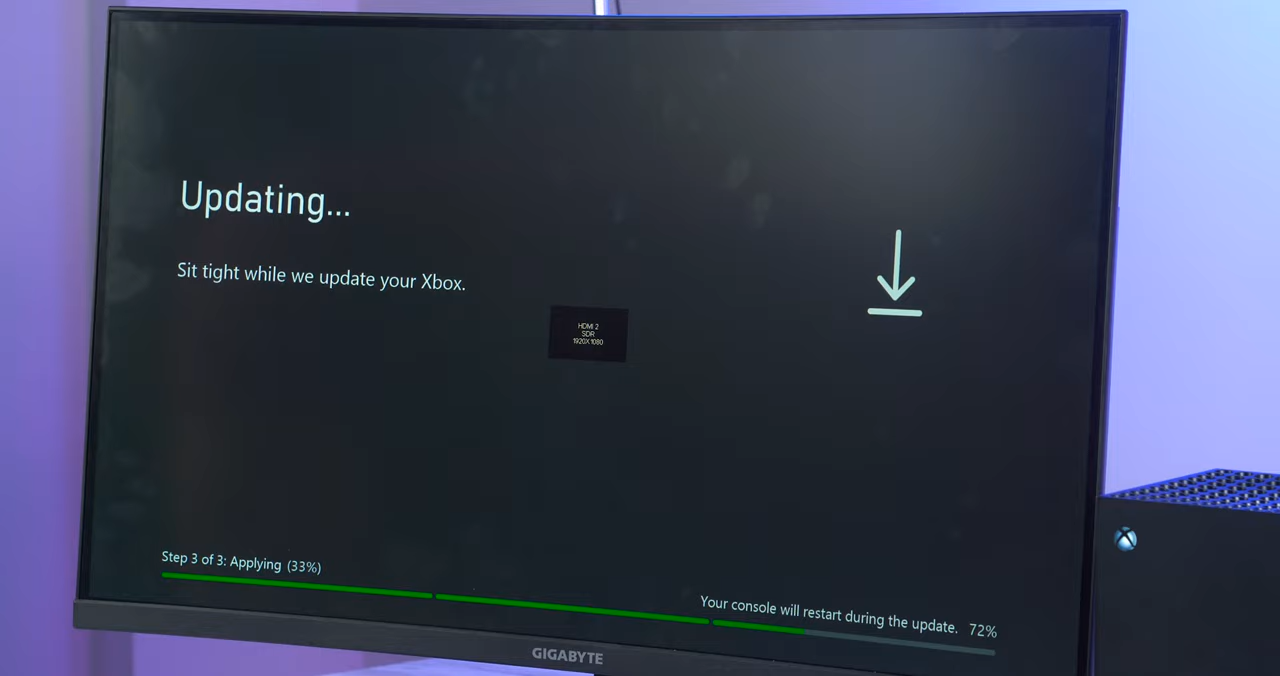 Updating...
Sit tight while we update your Xbox.
HDMI 2
SDR
1920X1080
Step 3 of 3: Applying (33%)
Your console will restart during the update. 72%
GIGABYTE